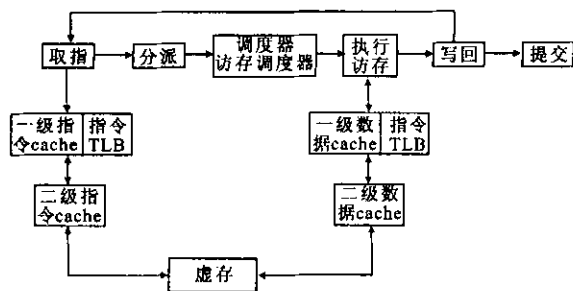 取指
分派
调度器
访存调度器
执行
访存
写回
提交
一级指
令cache
指令
TLB
一级数
据cache
指令
TLB
二级指
令cache
二级数
据cache
虚存